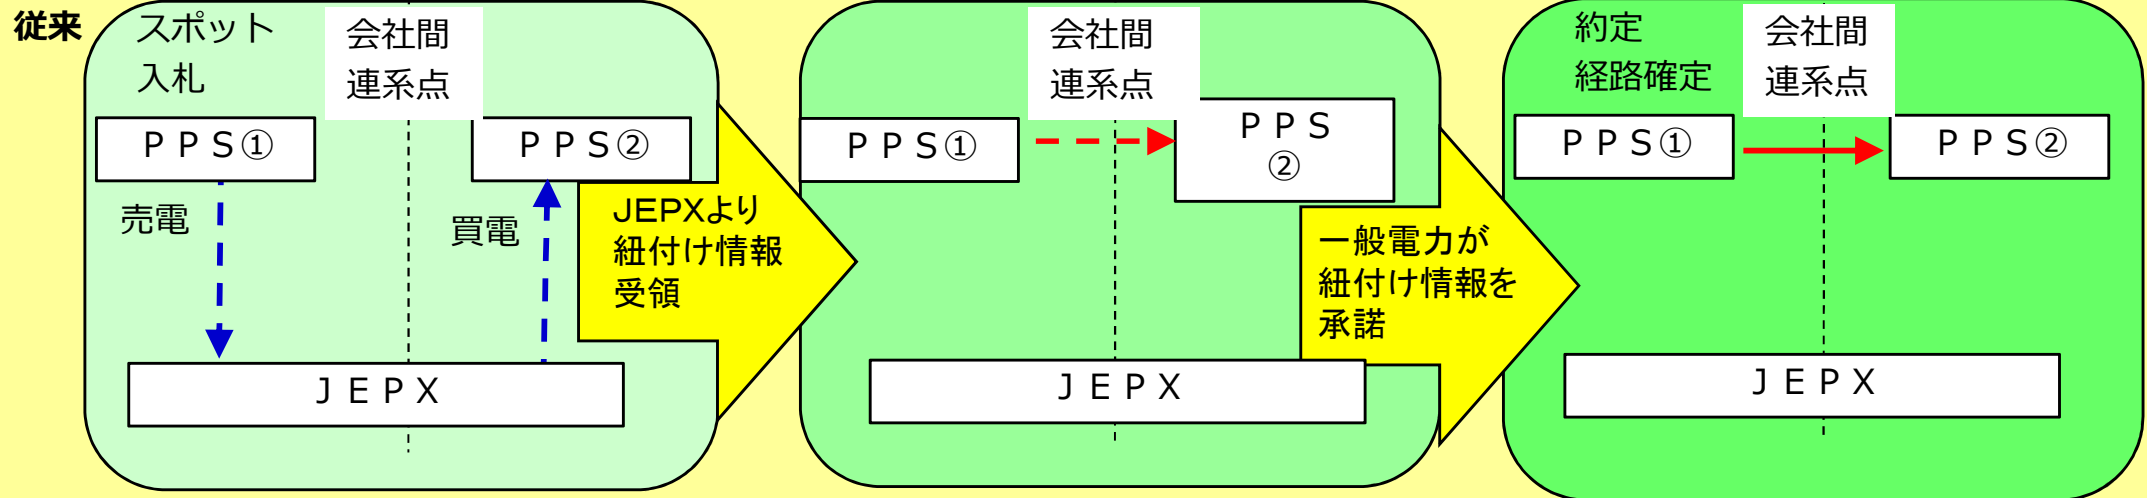 従来
スポット
入札
会社間
連系点
ＰＰＳ①
ＰＰＳ②
売電
買電
ＪＥＰＸ
JEPXより
紐付け情報
受領
会社間
連系点
ＰＰＳ①
ＰＰＳ
②
ＪＥＰＸ
一般電力が
紐付け情報を
承諾
約定
経路確定
会社間
連系点
ＰＰＳ①
ＰＰＳ②
ＪＥＰＸ